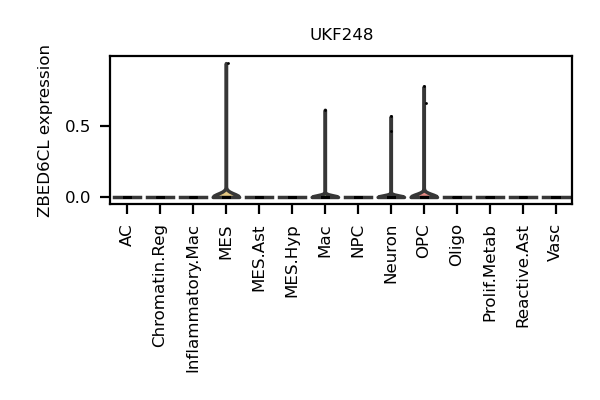 UKF248
ZBED6CL expression
0.5
0.0
AC
Chromatin.Reg
Inflammatory.Mac
MES
MES.Ast
MES.Hyp
Mac
NPC
Neuron
OPC
Oligo
Prolif.Metab
Reactive.Ast
Vasc